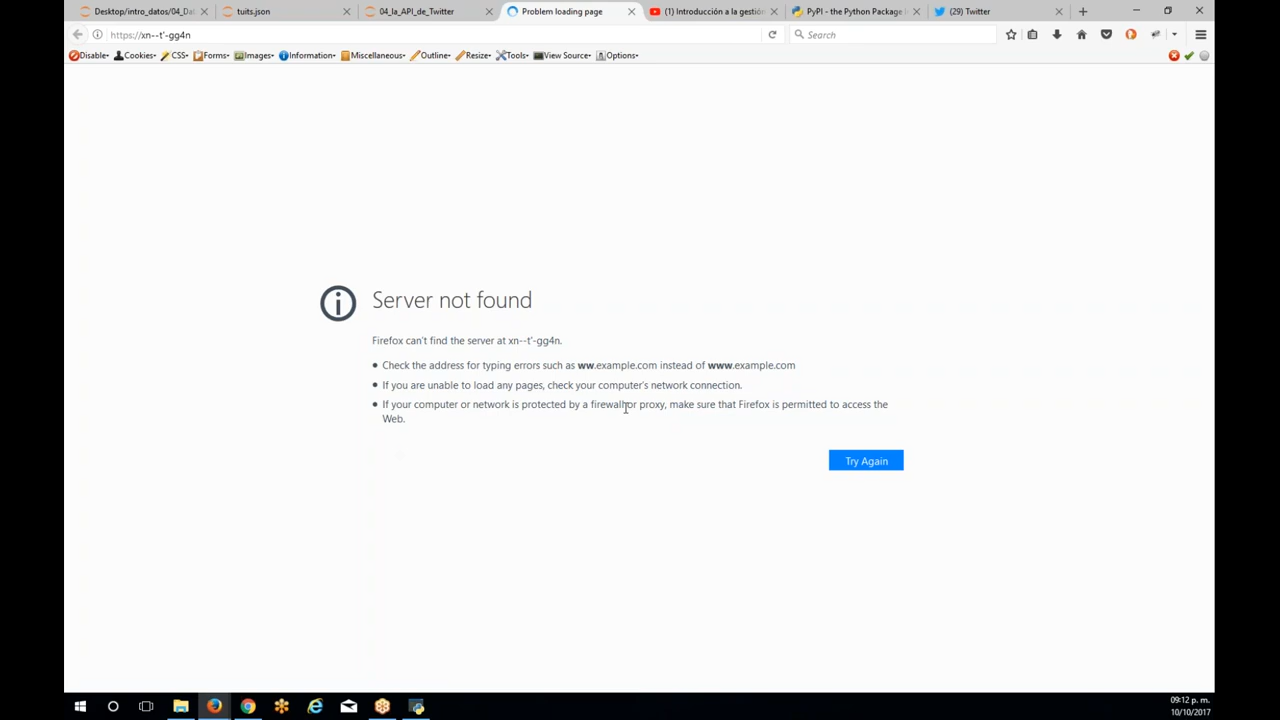 Desktop/intro_datos/04_Da
tuits.json
04_la_API_de_Twitter
Problem loading page
(1) Introducción a la gestión
PyPI - the Python Package
(29) Twitter
https://xn--t'-gg4n
Search
Disable
Cookies
CSS
Forms
Images
Information
Miscellaneous
Outline
Resize
Tools
View Source
Options
Server not found
Firefox can't find the server at xn--t'-gg4n.
Check the address for typing errors such as ww.example.com instead of www.example.com
If you are unable to load any pages, check your computer's network connection.
If your computer or network is protected by a firewall or proxy, make sure that Firefox is permitted to access the
Web.
Try Again
09:12 p. m.
10/10/2017